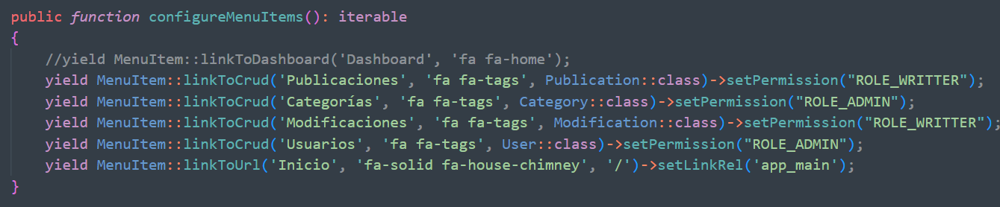 public function configureMenuItems(): iterable
{
//yield MenuItem::linkToDashboard('Dashboard', 'fa fa-home');
yield MenuItem::linkToCrud('Publicaciones', 'fa fa-tags', Publication::class)->setPermission("ROLE_WRITTER");
yield MenuItem::linkToCrud('Categorías', 'fa fa-tags', Category::class)->setPermission("ROLE_ADMIN");
yield MenuItem::linkToCrud('Modificaciones', 'fa fa-tags', Modification::class)->setPermission("ROLE_WRITTER");
yield MenuItem::linkToCrud('Usuarios', 'fa fa-tags', User::class)->setPermission("ROLE_ADMIN");
yield MenuItem::linkToUrl('Inicio', 'fa-solid fa-house-chimney', '/')->setLinkRel('app_main');
}